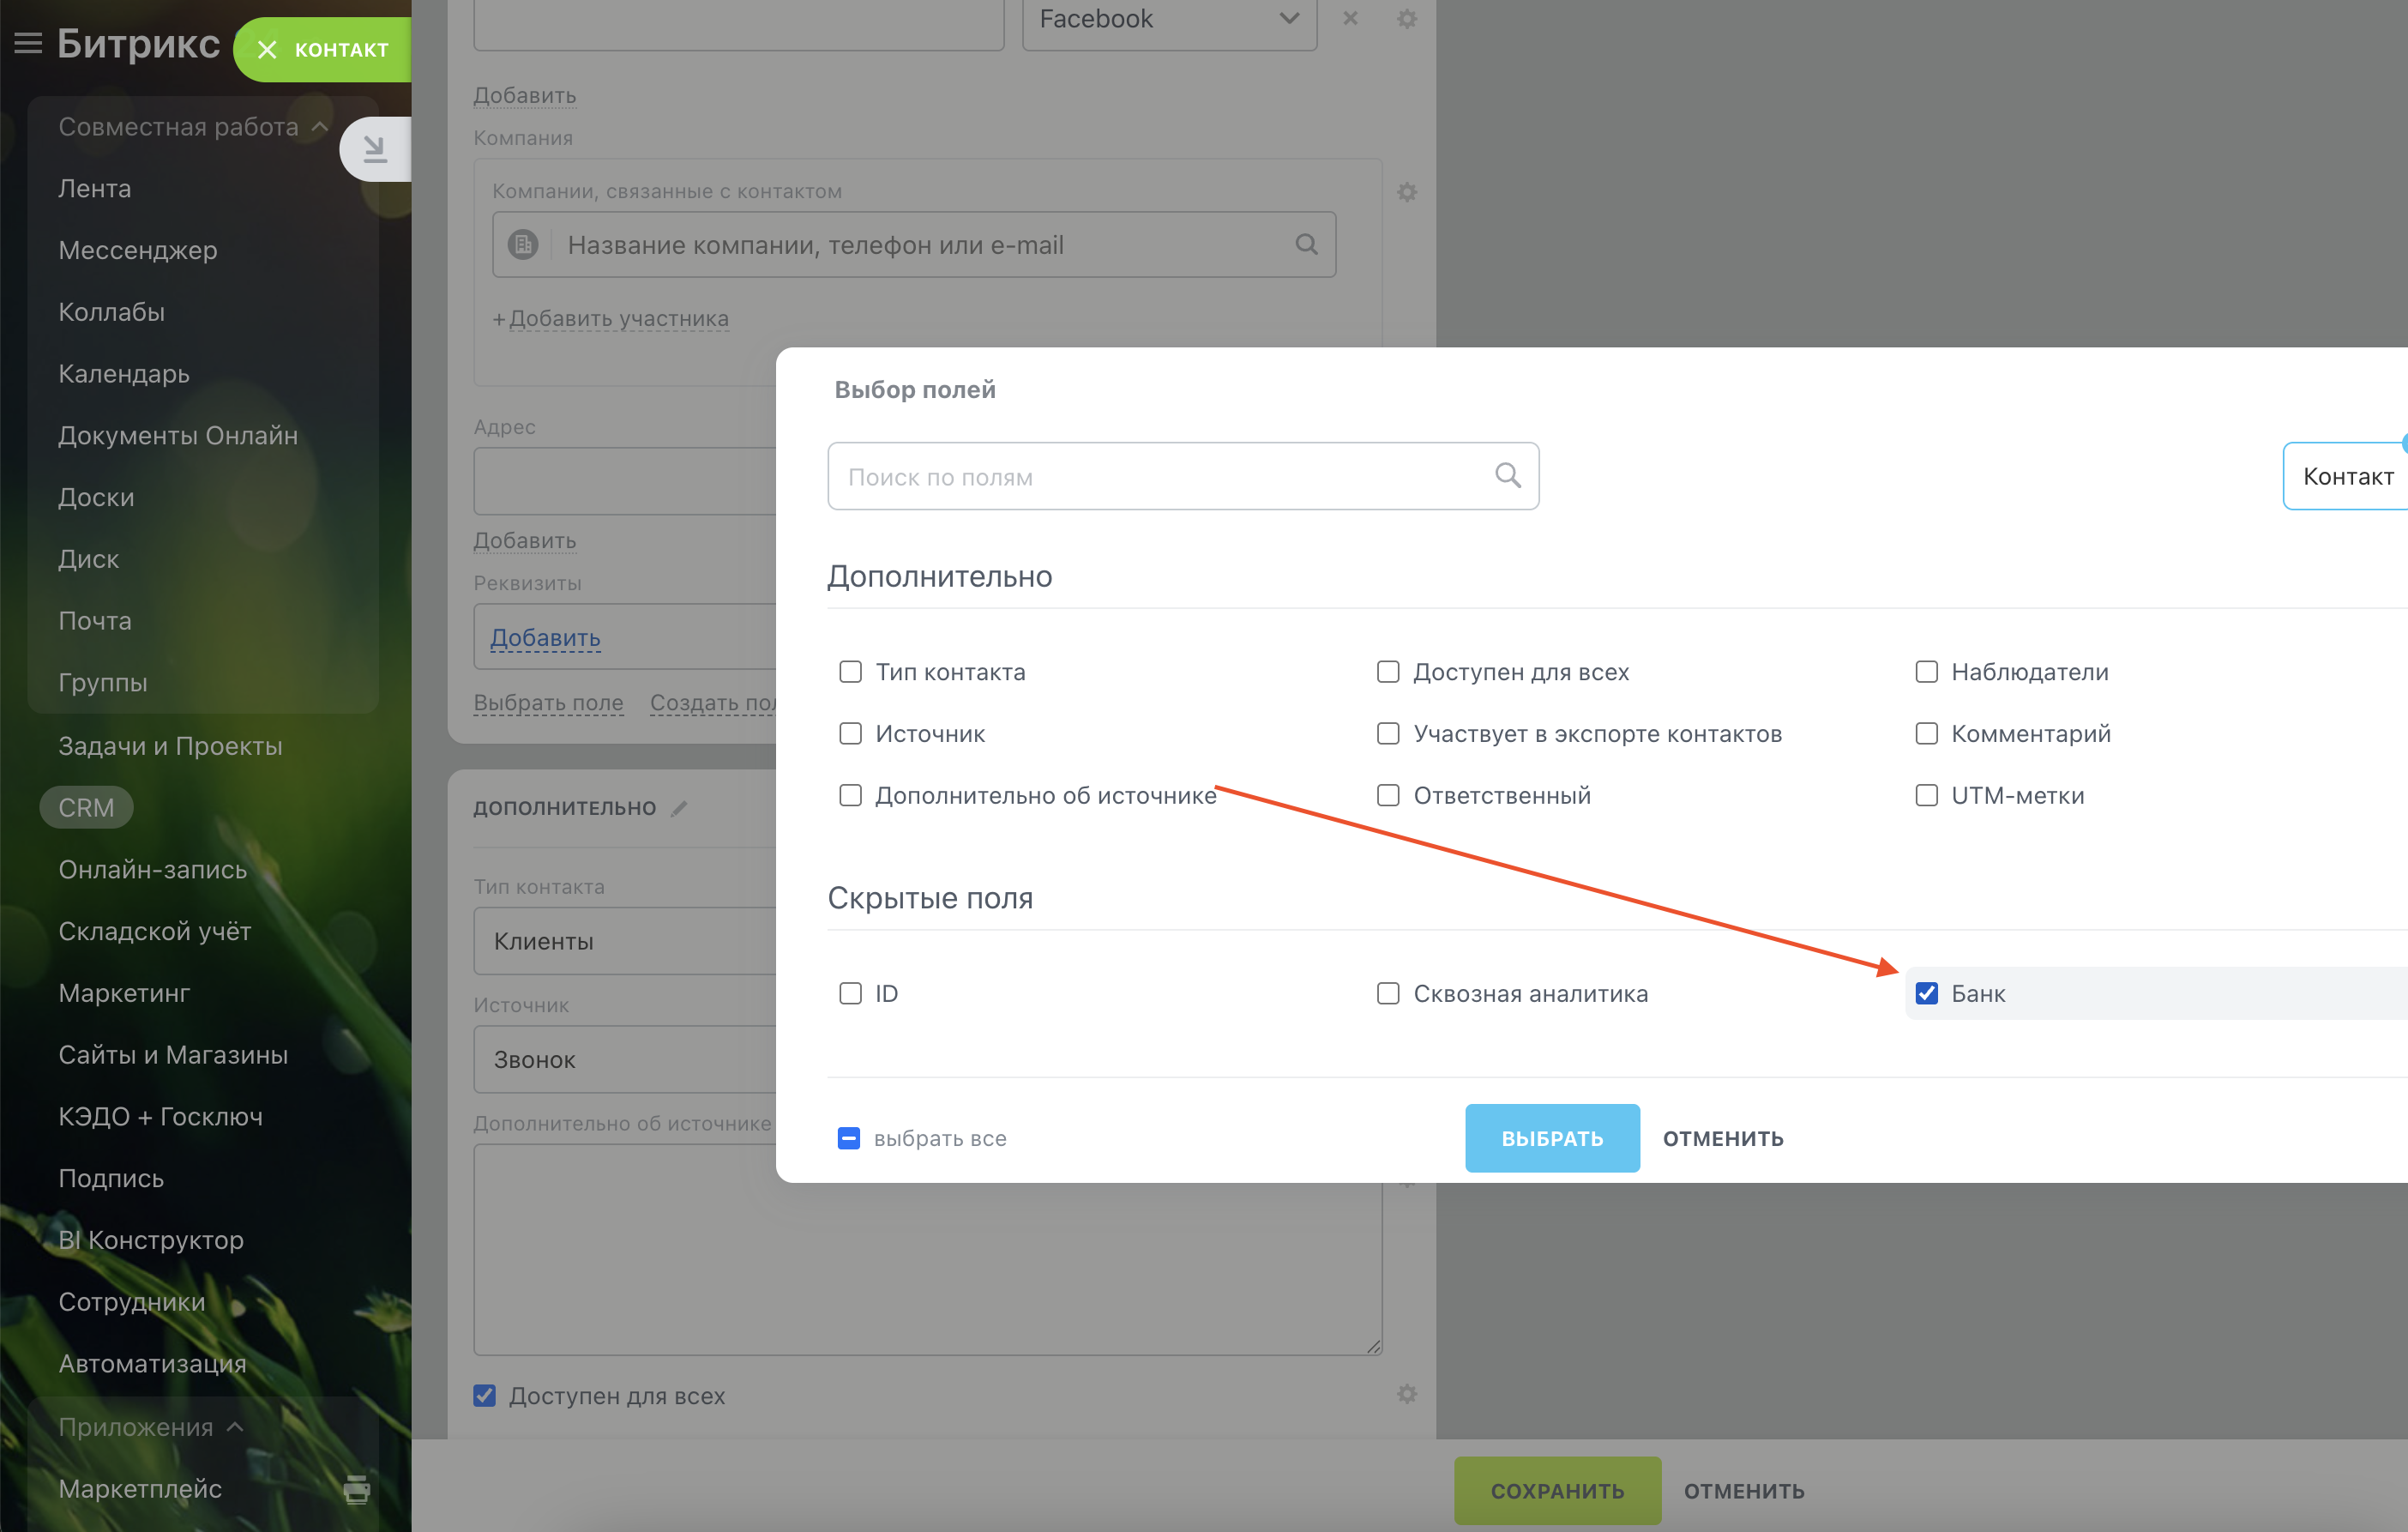 Битрикс 24
КОНТАКТ
Совместная работа
Лента
Мессенджер
Коллабы
Календарь
Документы Онлайн
Доски
Диск
Почта
Группы
Задачи и Проекты
CRM
Онлайн-запись
Складской учёт
Маркетинг
Сайты и Магазины
КЭДО + Госключ
Подпись
BI Конструктор
Сотрудники
Автоматизация
Приложения
Маркетплейс
Facebook
Добавить
Компания
Компании, связанные с контактом
Название компании, телефон или e-mail
+ Добавить участника
Адрес
Добавить
Реквизиты
Добавить
Выбрать поле Создать пол
ДОПОЛНИТЕЛЬНО
Тип контакта
Клиенты
Источник
Звонок
Дополнительно об источнике
Доступен для всех
Выбор полей
Поиск по полям
Контакт
Дополнительно
Тип контакта Доступен для всех Наблюдатели
Источник Участвует в экспорте контактов Комментарий
Дополнительно об источнике Ответственный UTM-метки
Скрытые поля
ID Сквозная аналитика Банк
выбрать все ВЫБРАТЬ ОТМЕНИТЬ
СОХРАНИТЬ ОТМЕНИТЬ